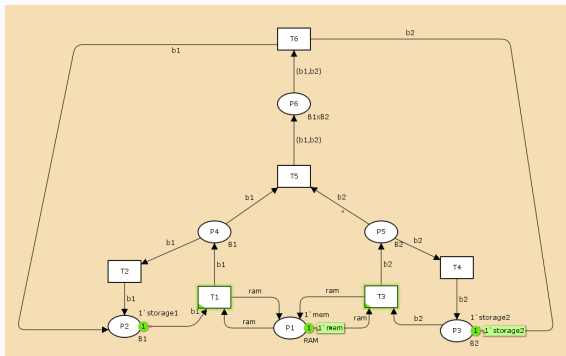 T6
b1
b2
(b1,b2)
P6
B1xB2
(b1,b2)
T5
b1
b2
P4
B1
P5
B2
b1
b2
T2
b1
b2
T4
b1
T1
ram
ram
T3
b2
1`storage1
b1
1`mem
b2
1`storage2
P2
1
B1
ram
P1
1
1`mem
RAM
ram
P3
1
1`storage2
B2